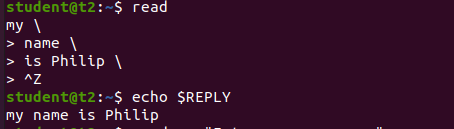 student@t2:~$ read
my \
> name \
> is Philip \
> ^Z
student@t2:~$ echo $REPLY
my name is Philip